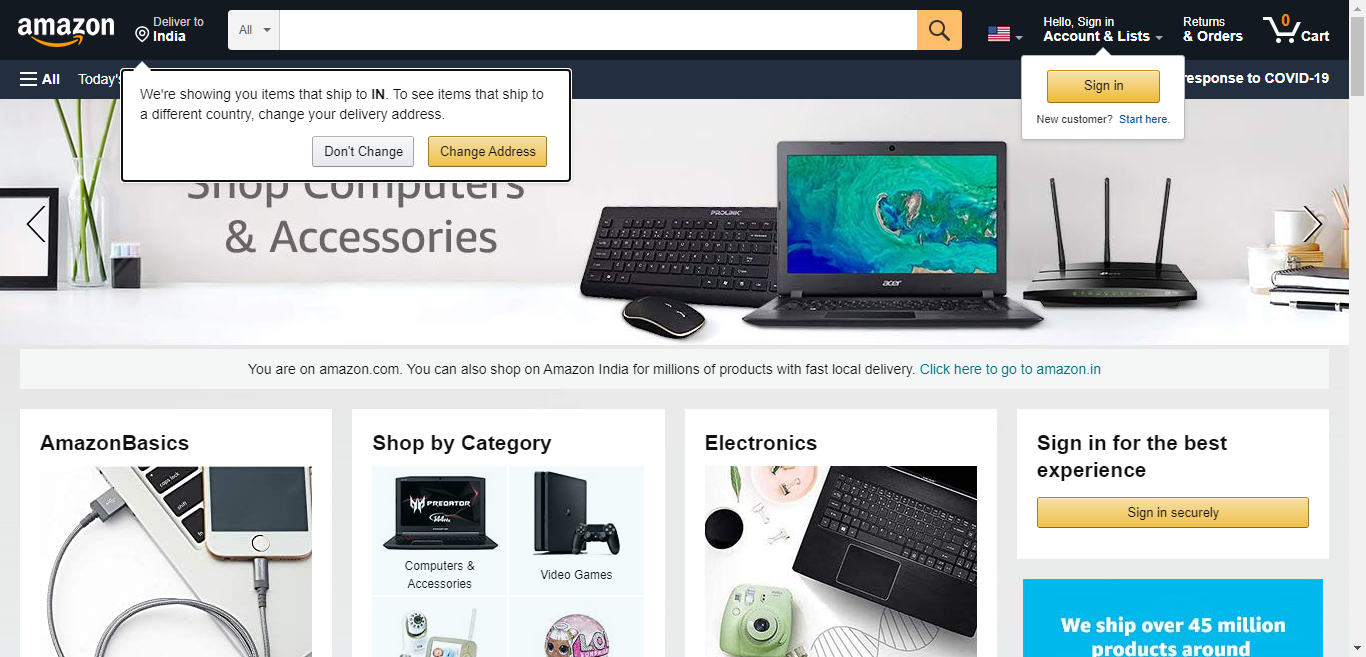 amazon
Deliver to
India
All
Hello, Sign in
Account & Lists
Returns
& Orders
0
Cart
All
Today's
response to COVID-19
We're showing you items that ship to IN. To see items that ship to
a different country, change your delivery address.
Don't Change
Change Address
Sign in
New customer? Start here.
Shop Computers
& Accessories
PROLINK
acer
You are on amazon.com. You can also shop on Amazon India for millions of products with fast local delivery. Click here to go to amazon.in
AmazonBasics
Shop by Category
PREDATOR
Computers &
Accessories
Video Games
Electronics
Sign in for the best
experience
Sign in securely
We ship over 45 million
products around